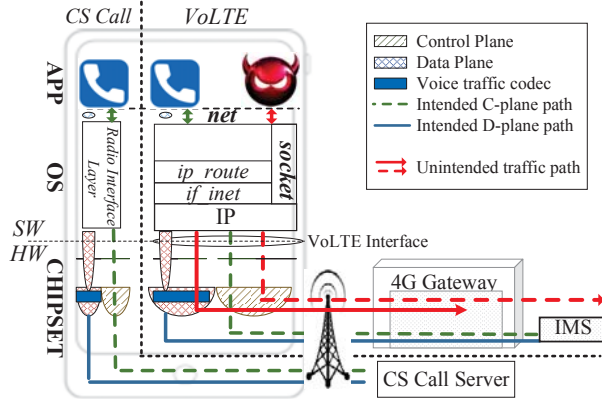 CS Call
VoLTE
APP
net
Radio Interface
Layer
OS
ip_route
if_inet
socket
IP
SW
HW
VoLTE Interface
CHIPSET
4G Gateway
IMS
CS Call Server
Control Plane
Data Plane
Voice traffic codec
Intended C-plane path
Intended D-plane path
Unintended traffic path